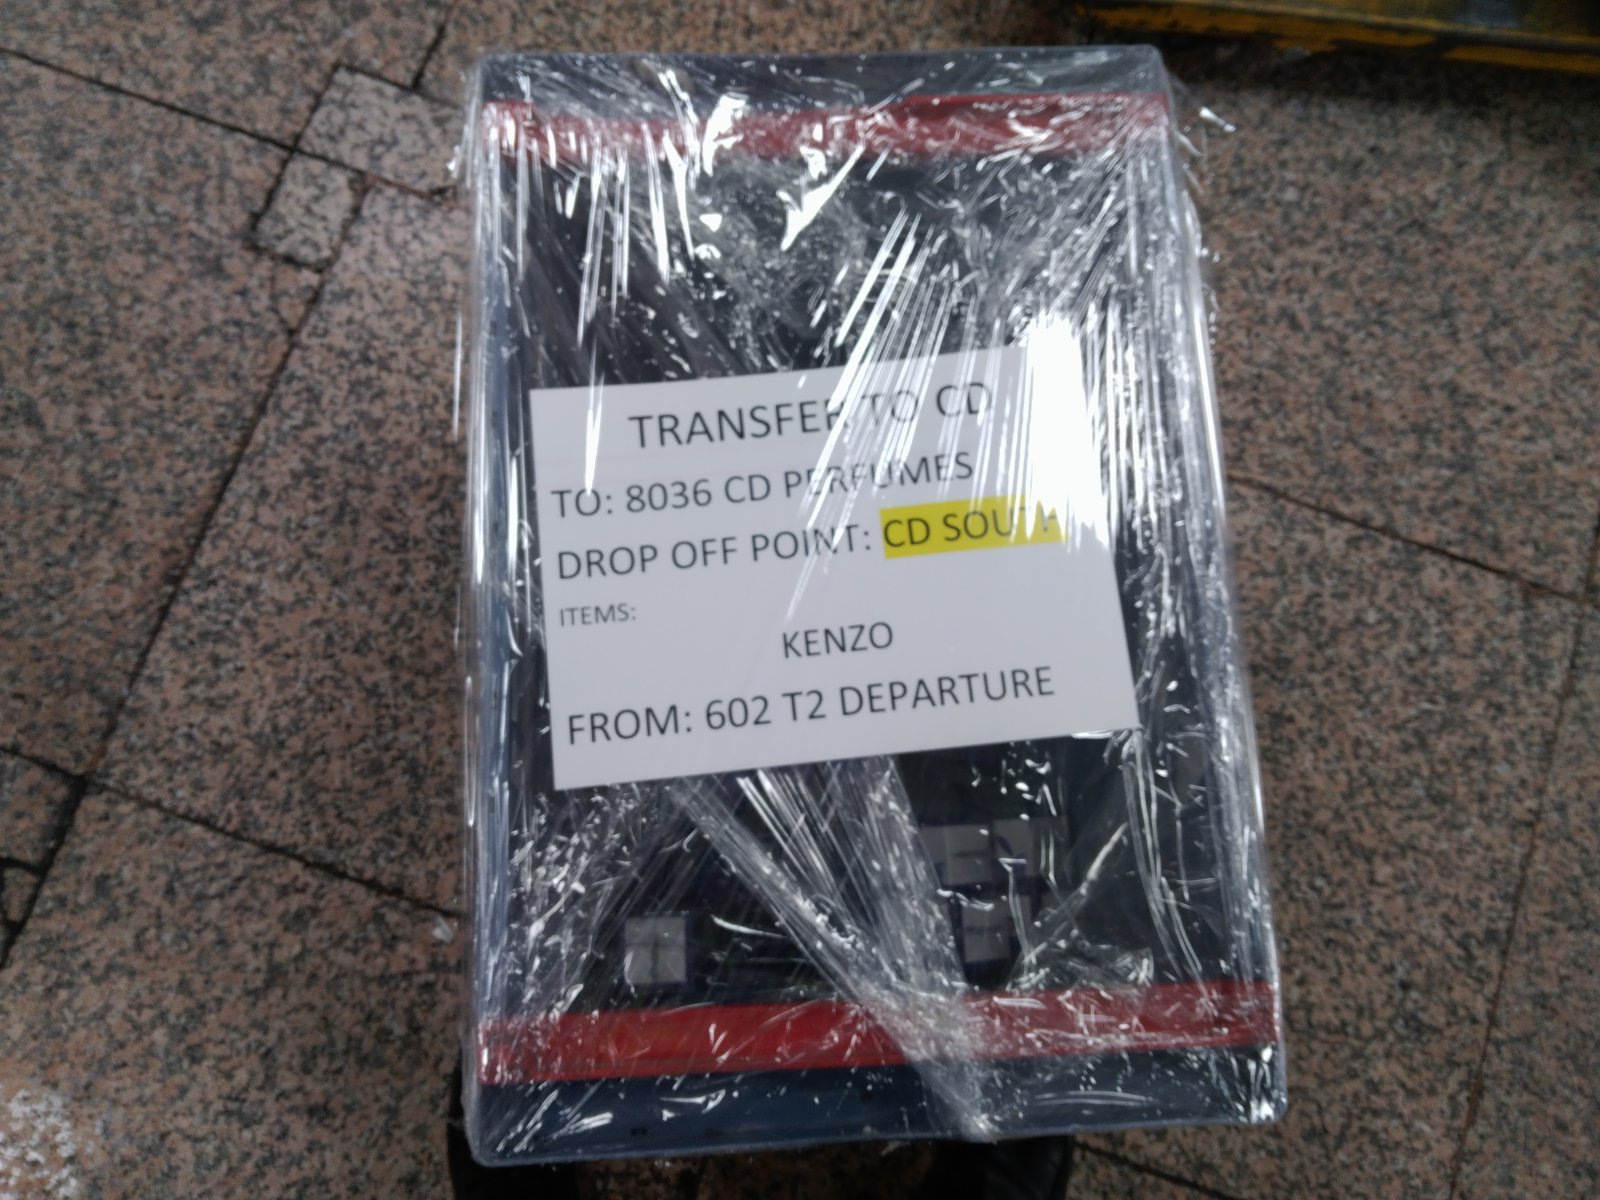 TRANSFER TO CD
TO: 8036 CD PERFUMES
DROP OFF POINT: CD SOUTH
ITEMS:
KENZO
FROM: 602 T2 DEPARTURE